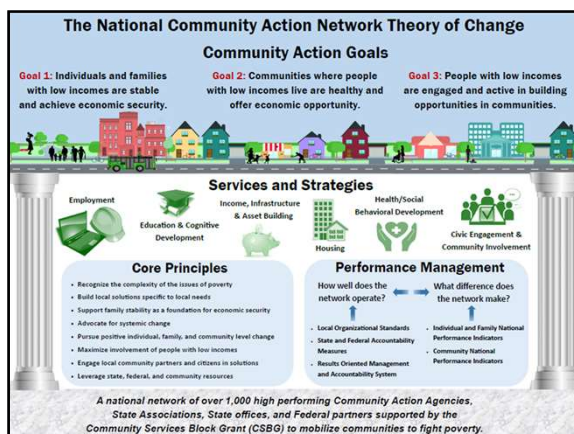 The National Community Action Network Theory of Change
Community Action Goals
Goal 1: Individuals and families
with low incomes are stable
and achieve economic security.
Goal 2: Communities where people
with low incomes live are healthy and
offer economic opportunity.
Goal 3: People with low incomes
are engaged and active in building
opportunities in communities.
Services and Strategies
Employment
Education & Cognitive
Development
Income, Infrastructure
& Asset Building
Housing
Health/Social
Behavioral Development
Civic Engagement &
Community Involvement
Core Principles
• Recognize the complexity of the issues of poverty
• Build local solutions specific to local needs
• Support family stability as a foundation for economic security
• Advocate for systemic change
• Pursue positive individual, family, and community level change
• Maximize involvement of people with low incomes
• Engage local community partners and citizens in solutions
• Leverage state, federal, and community resources
Performance Management
How well does the
network operate?
What difference does
the network make?
• Local Organizational Standards
• State and Federal Accountability
Measures
• Results Oriented Management
and Accountability System
• Individual and Family National
Performance Indicators
• Community National
Performance Indicators
A national network of over 1,000 high performing Community Action Agencies,
State Associations, State offices, and Federal partners supported by the
Community Services Block Grant (CSBG) to mobilize communities to fight poverty.